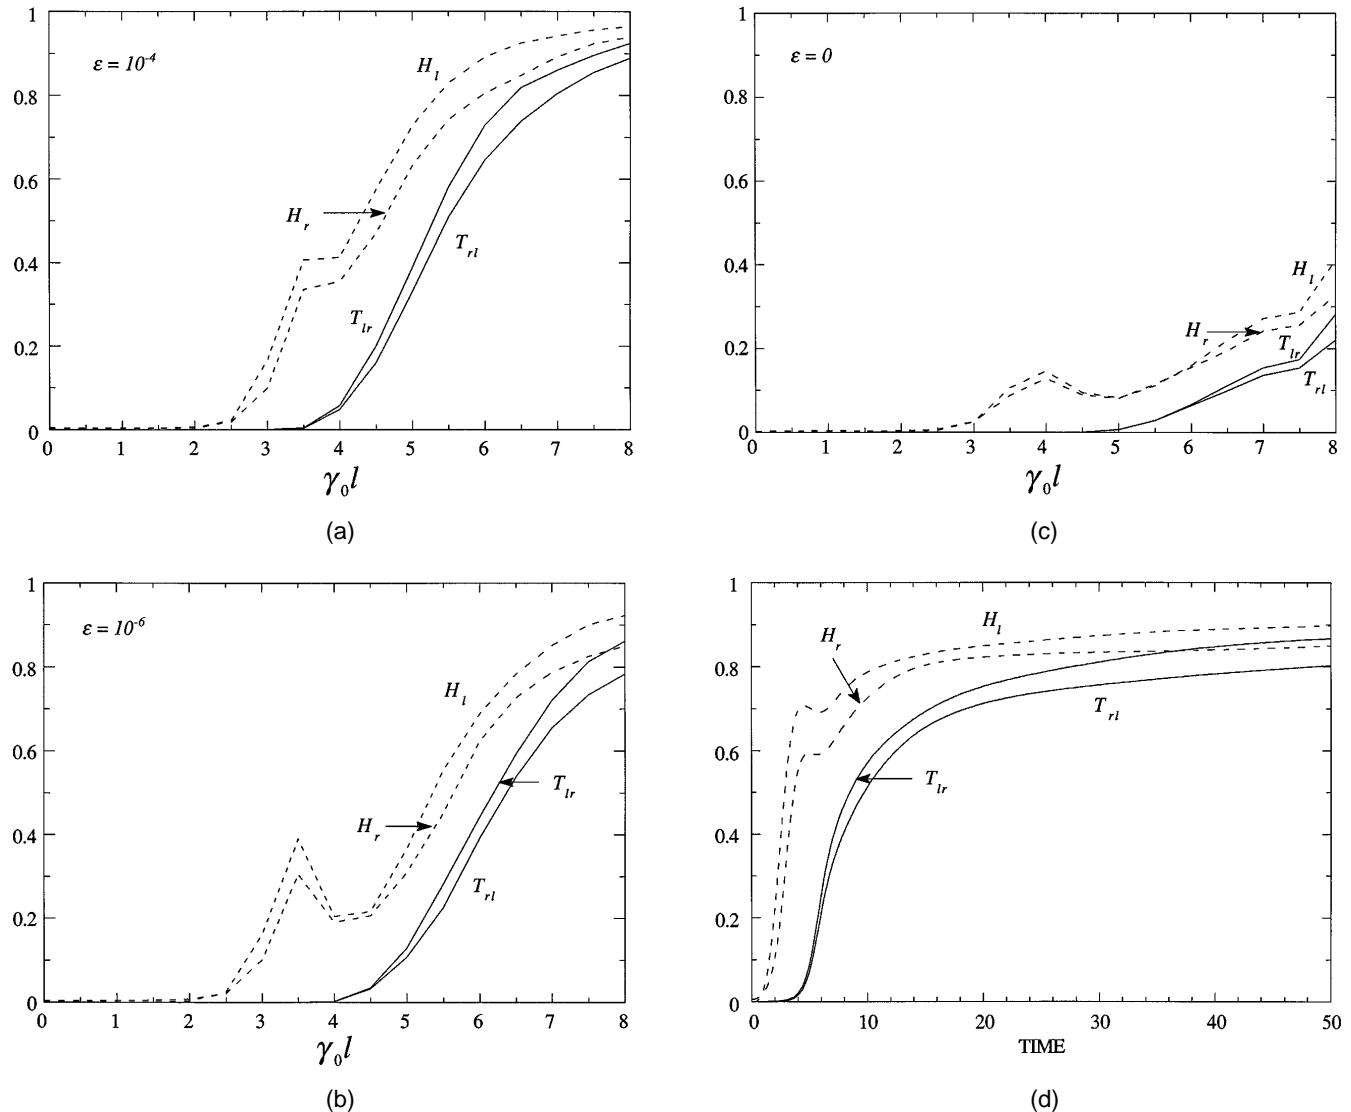 1
0.8
0.6
0.4
0.2
0
ε = 10⁻⁴
H_l
H_r
T_rl
T_lr
0 1 2 3 4 5 6 7 8
γ₀l
(a)
1
0.8
0.6
0.4
0.2
0
ε = 0
H_l
H_r
T_lr
T_rl
0 1 2 3 4 5 6 7 8
γ₀l
(c)
1
0.8
0.6
0.4
0.2
0
ε = 10⁻⁶
H_l
T_lr
H_r
T_rl
0 1 2 3 4 5 6 7 8
γ₀l
(b)
1
0.8
0.6
0.4
0.2
0
H_l
H_r
T_rl
T_lr
0 10 20 30 40 50
TIME
(d)